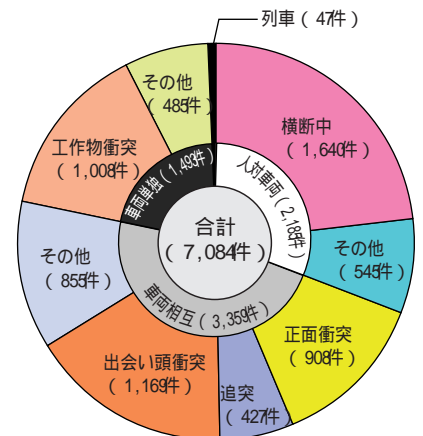 列車（47件）
横断中
（1,640件）
その他
（545件）
正面衝突
（908件）
追突
（427件）
出会い頭衝突
（1,169件）
その他
（855件）
工作物衝突
（1,008件）
その他
（485件）
人対車両（2,185件）
車両相互（3,359件）
車両単独（1,493件）
合計
（7,084件）